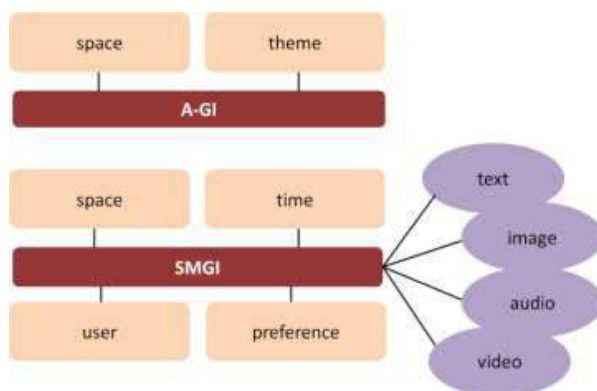 space
theme
A-GI
space
time
SMGI
user
preference
text
image
audio
video